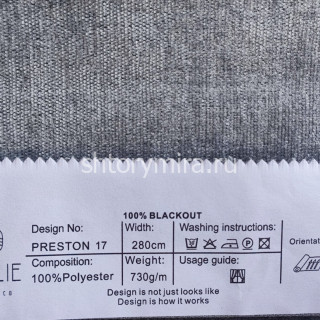 shtorymira.ru
100% BLACKOUT
Design No: Width: Washing instructions:
PRESTON 17 280cm
Composition: Weight: Usage guide:
100%Polyester 730g/m
LIE
Design is not just looks like
Design is how it works